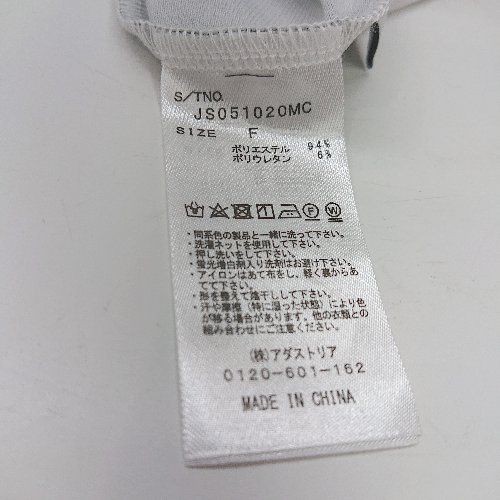 S/TNO.
JS051020MC
SIZE F
ポリエステル 94%
ポリウレタン 6%
・同系色の製品と一緒に洗って下さい。
・洗濯ネットを使用して下さい。
・押し洗いをして下さい。
・蛍光増白剤入り洗剤はお避け下さい。
・アイロンはあて布をし、軽く裏からあ
てて下さい。
・形を整えて陰干しして下さい。
・汗や摩擦（特に湿った状態）により色
が移る場合があります。他の衣類との
組み合わせにご注意ください。
(株)アダストリア
0120-601-162
MADE IN CHINA